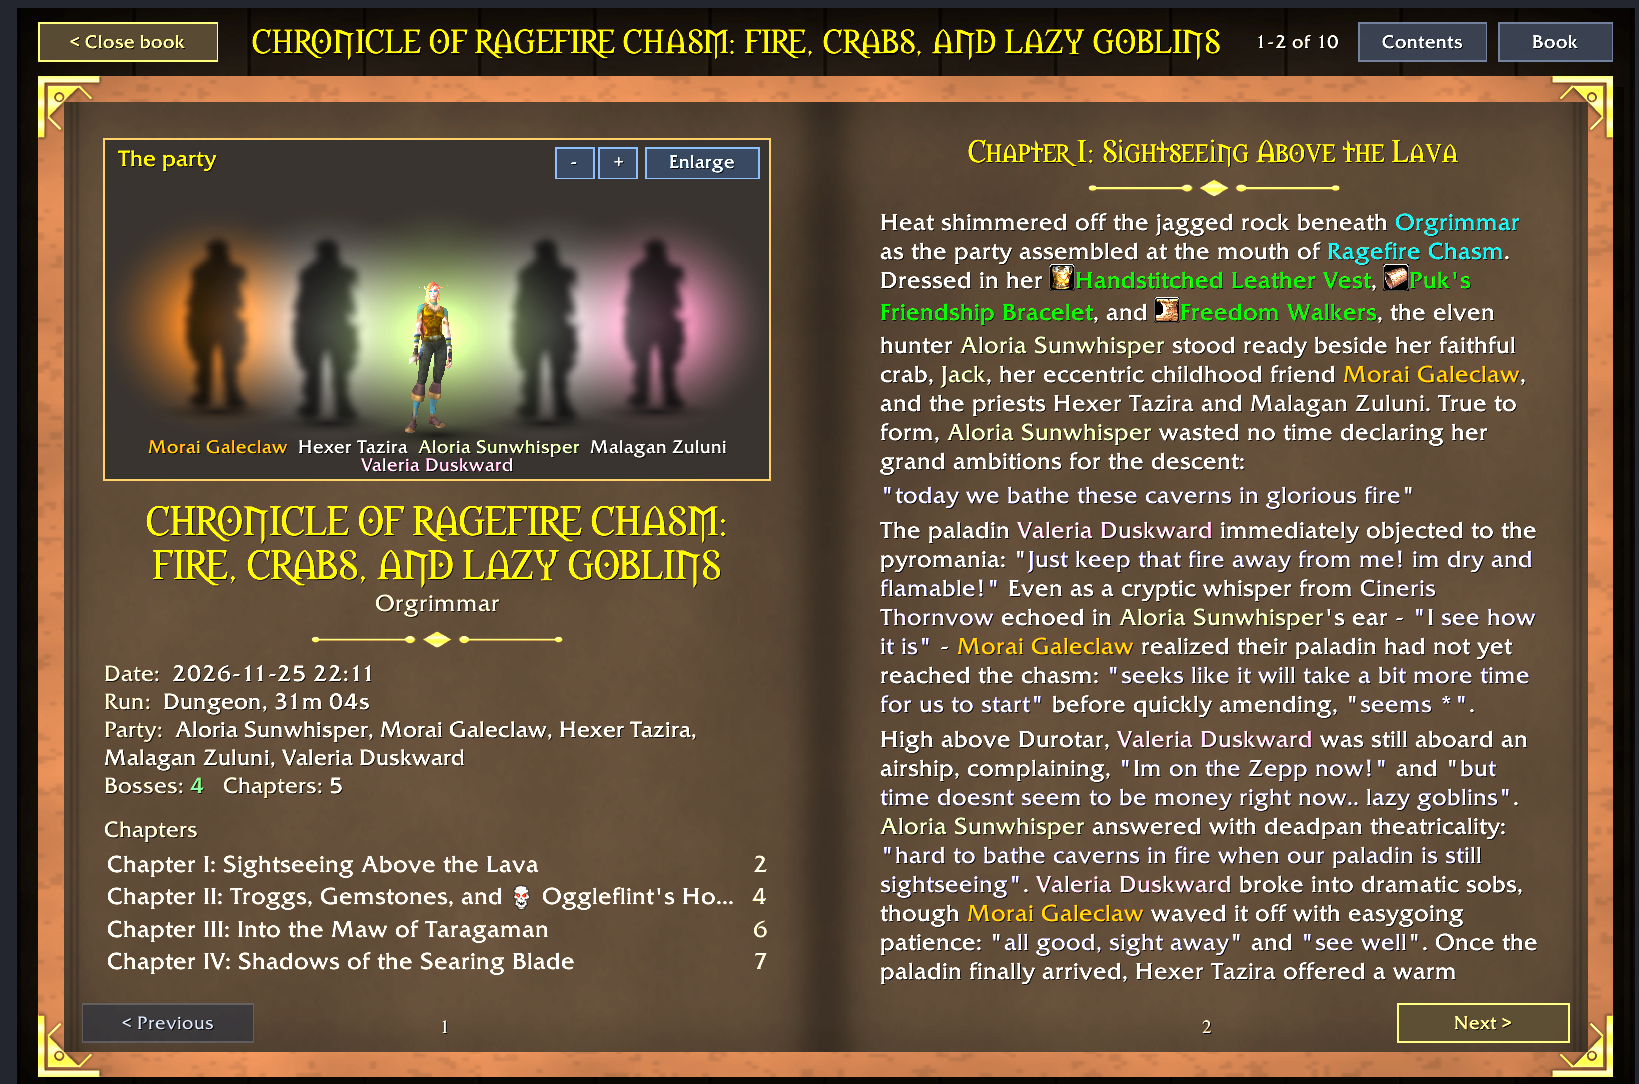 < Close book
CHRONICLE OF RAGEFIRE CHASM: FIRE, CRABS, AND LAZY GOBLINS
1-2 of 10
Contents
Book
The party
-
+
Enlarge
Morai Galeclaw Hexer Tazira Aloria Sunwhisper Malagan Zuluni
Valeria Duskward
CHRONICLE OF RAGEFIRE CHASM:
FIRE, CRABS, AND LAZY GOBLINS
Orgrimmar
Date: 2026-11-25 22:11
Run: Dungeon, 31m 04s
Party: Aloria Sunwhisper, Morai Galeclaw, Hexer Tazira,
Malagan Zuluni, Valeria Duskward
Bosses: 4 Chapters: 5
Chapters
Chapter I: Sightseeing Above the Lava 2
Chapter II: Troggs, Gemstones, and Oggleflint's Ho... 4
Chapter III: Into the Maw of Taragaman 6
Chapter IV: Shadows of the Searing Blade 7
< Previous
1
Chapter I: Sightseeing Above the Lava
Heat shimmered off the jagged rock beneath Orgrimmar
as the party assembled at the mouth of Ragefire Chasm.
Dressed in her Handstitched Leather Vest, Puk's
Friendship Bracelet, and Freedom Walkers, the elven
hunter Aloria Sunwhisper stood ready beside her faithful
crab, Jack, her eccentric childhood friend Morai Galeclaw,
and the priests Hexer Tazira and Malagan Zuluni. True to
form, Aloria Sunwhisper wasted no time declaring her
grand ambitions for the descent:
"today we bathe these caverns in glorious fire"
The paladin Valeria Duskward immediately objected to the
pyromania: "Just keep that fire away from me! im dry and
flamable!" Even as a cryptic whisper from Cineris
Thornvow echoed in Aloria Sunwhisper's ear - "I see how
it is" - Morai Galeclaw realized their paladin had not yet
reached the chasm: "seeks like it will take a bit more time
for us to start" before quickly amending, "seems *".
High above Durotar, Valeria Duskward was still aboard an
airship, complaining, "Im on the Zepp now!" and "but
time doesnt seem to be money right now.. lazy goblins".
Aloria Sunwhisper answered with deadpan theatricality:
"hard to bathe caverns in fire when our paladin is still
sightseeing". Valeria Duskward broke into dramatic sobs,
though Morai Galeclaw waved it off with easygoing
patience: "all good, sight away" and "see well". Once the
paladin finally arrived, Hexer Tazira offered a warm
2
Next >